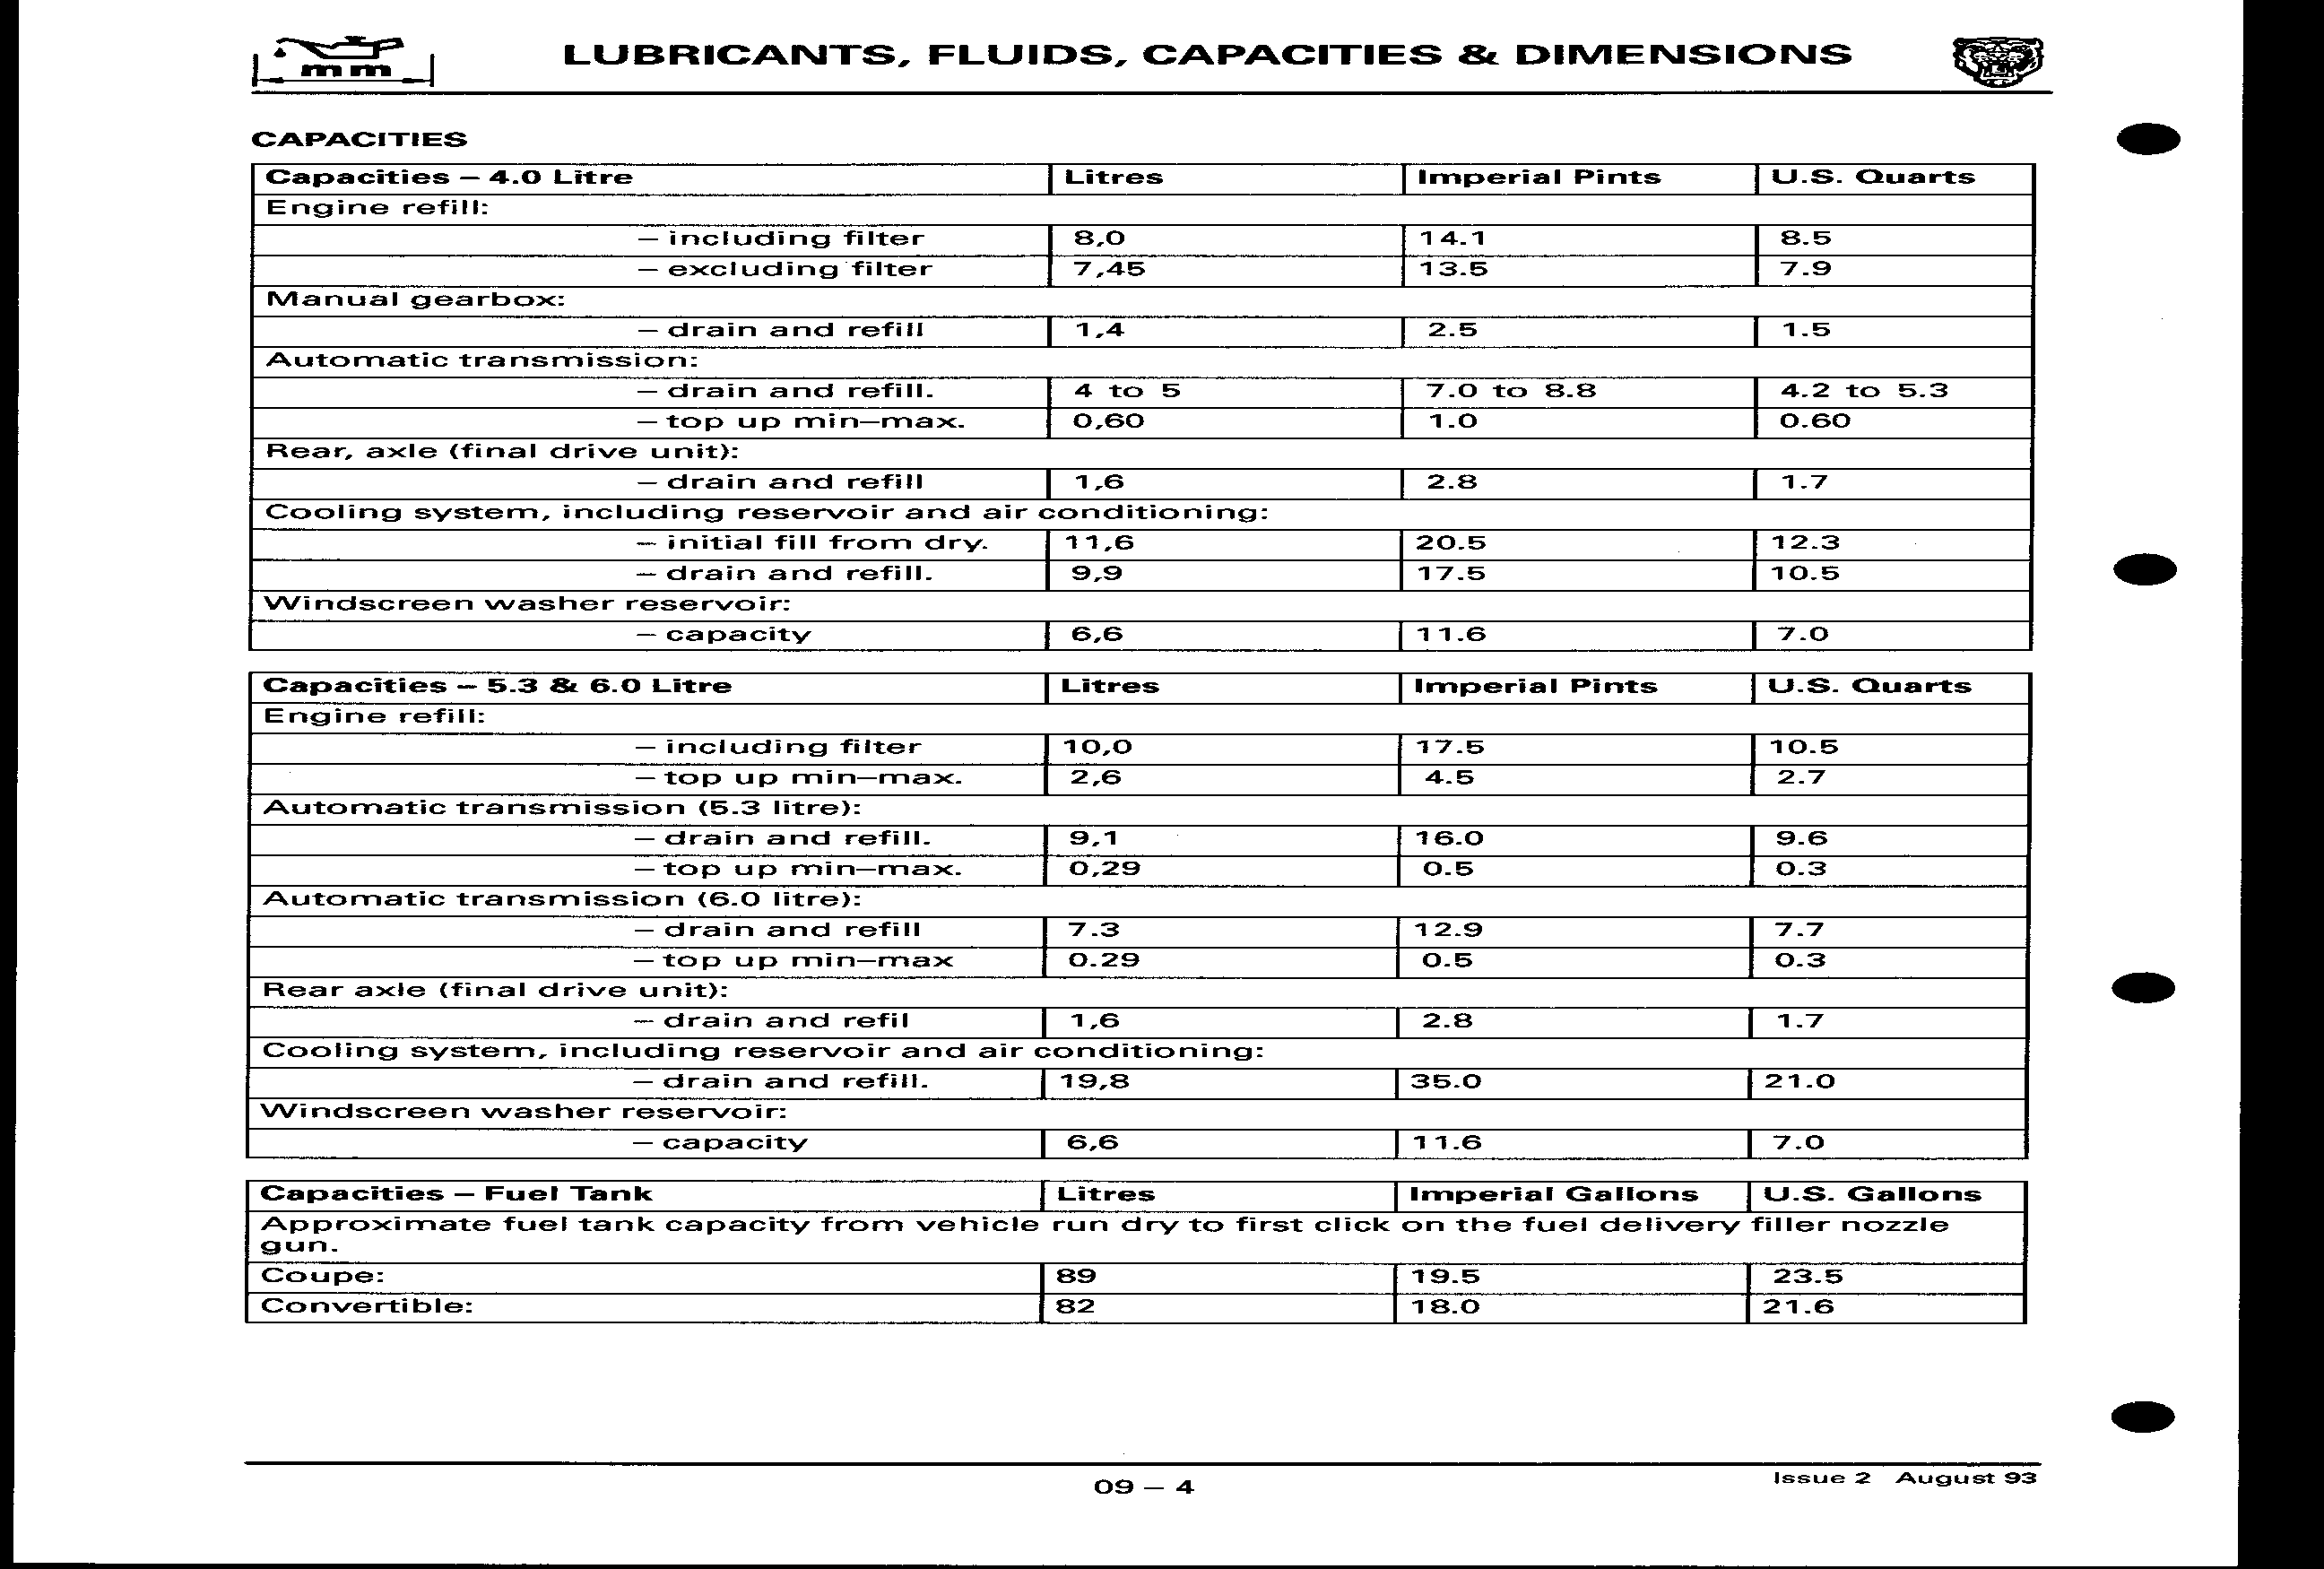 mm
LUBRICANTS, FLUIDS, CAPACITIES & DIMENSIONS
CAPACITIES
Capacities – 4.0 Litre Litres Imperial Pints U.S. Quarts
Engine refill:
– including filter 8,0 14.1 8.5
– excluding filter 7,45 13.5 7.9
Manual gearbox:
– drain and refill 1,4 2.5 1.5
Automatic transmission:
– drain and refill. 4 to 5 7.0 to 8.8 4.2 to 5.3
– top up min–max. 0,60 1.0 0.60
Rear, axle (final drive unit):
– drain and refill 1,6 2.8 1.7
Cooling system, including reservoir and air conditioning:
– initial fill from dry. 11,6 20.5 12.3
– drain and refill. 9,9 17.5 10.5
Windscreen washer reservoir:
– capacity 6,6 11.6 7.0
Capacities – 5.3 & 6.0 Litre Litres Imperial Pints U.S. Quarts
Engine refill:
– including filter 10,0 17.5 10.5
– top up min–max. 2,6 4.5 2.7
Automatic transmission (5.3 litre):
– drain and refill. 9,1 16.0 9.6
– top up min–max. 0,29 0.5 0.3
Automatic transmission (6.0 litre):
– drain and refill 7.3 12.9 7.7
– top up min–max 0.29 0.5 0.3
Rear axle (final drive unit):
– drain and refil 1,6 2.8 1.7
Cooling system, including reservoir and air conditioning:
– drain and refill. 19,8 35.0 21.0
Windscreen washer reservoir:
– capacity 6,6 11.6 7.0
Capacities – Fuel Tank Litres Imperial Gallons U.S. Gallons
Approximate fuel tank capacity from vehicle run dry to first click on the fuel delivery filler nozzle
gun.
Coupe: 89 19.5 23.5
Convertible: 82 18.0 21.6
09 – 4
Issue 2 August 93